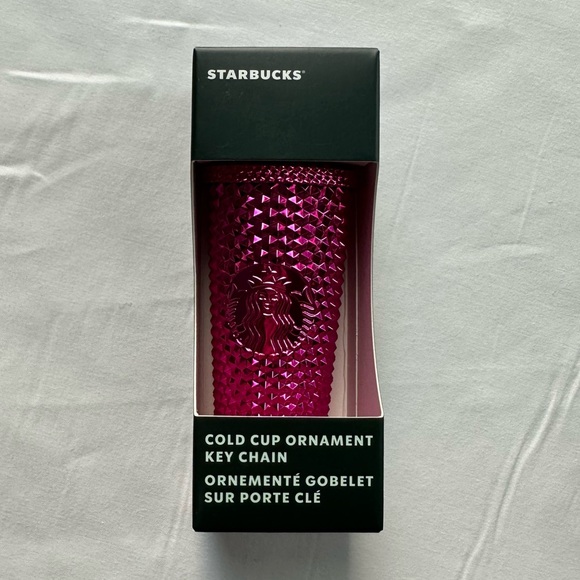 STARBUCKS®
COLD CUP ORNAMENT
KEY CHAIN
ORNEMENTÉ GOBELET
SUR PORTE CLÉ